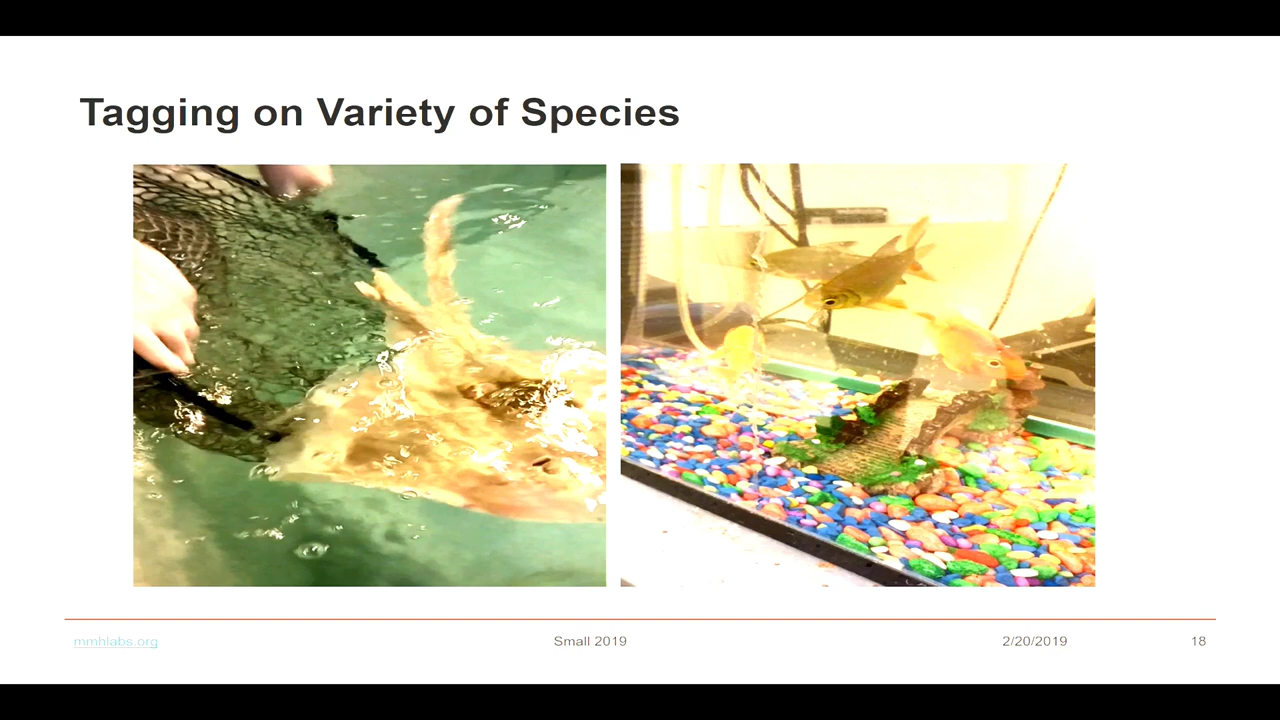 Tagging on Variety of Species
mmhlabs.org
Small 2019
2/20/2019
18